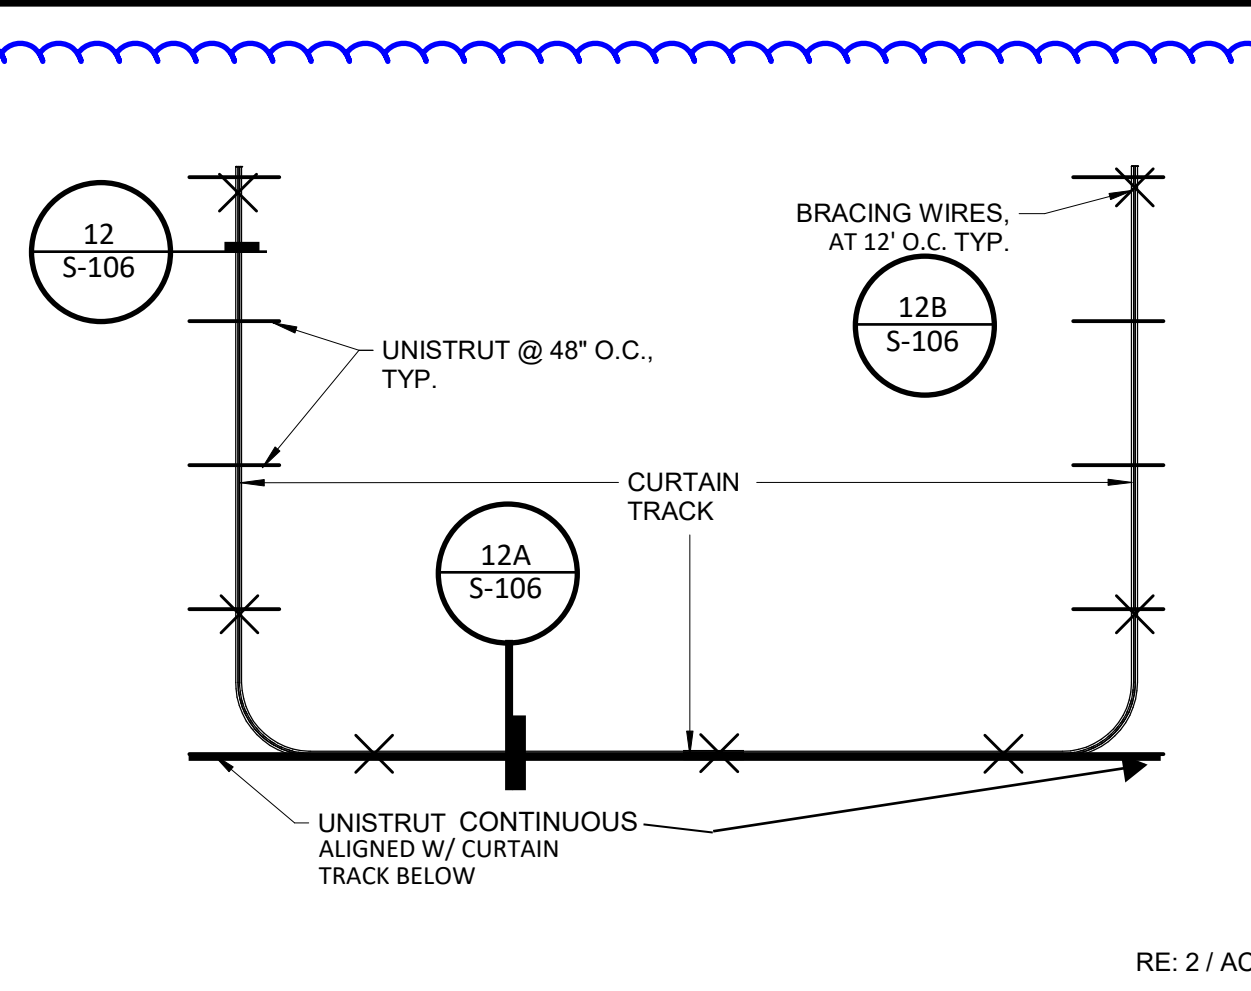 12
S-106
BRACING WIRES,
AT 12' O.C. TYP.
12B
S-106
UNISTRUT @ 48" O.C.,
TYP.
CURTAIN
TRACK
12A
S-106
UNISTRUT CONTINUOUS
ALIGNED W/ CURTAIN
TRACK BELOW
RE: 2 / AC